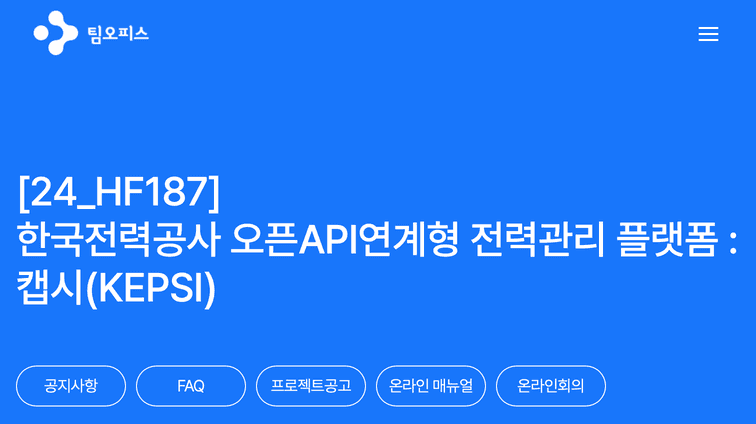 팀오피스
[24_HF187]
한국전력공사 오픈API연계형 전력관리 플랫폼 :
캡시(KEPSI)
공지사항
FAQ
프로젝트공고
온라인 매뉴얼
온라인회의